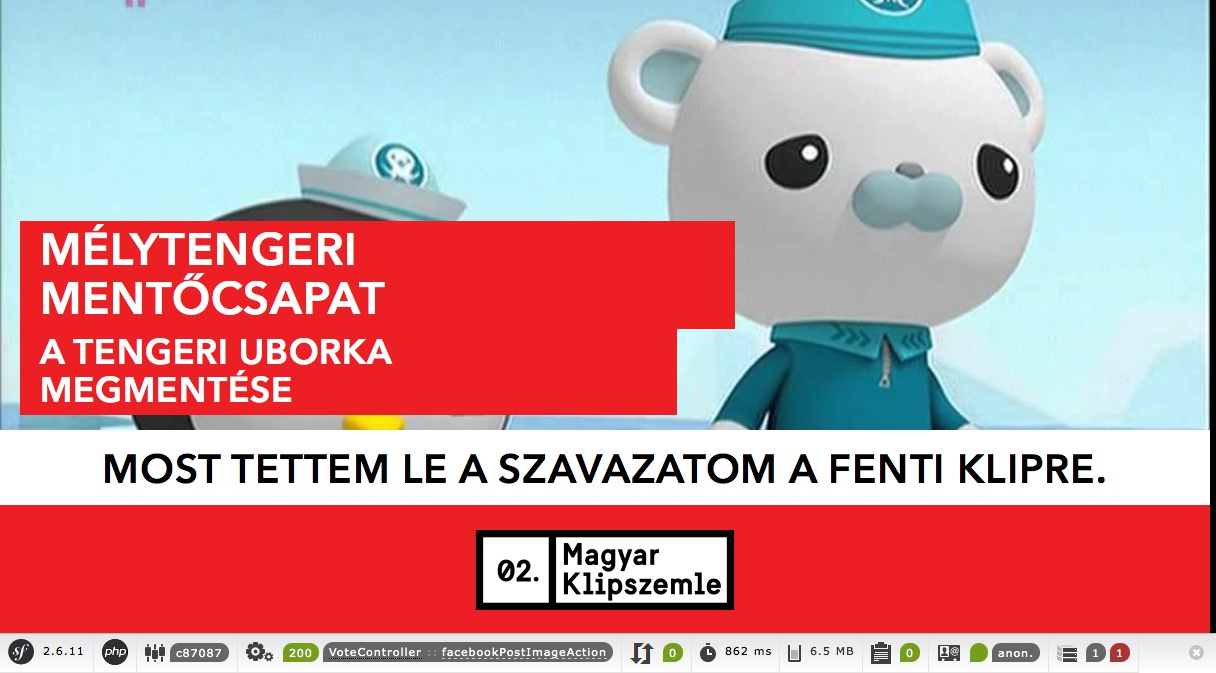 MÉLYTENGERI
MENTŐCSAPAT
A TENGERI UBORKA
MEGMENTÉSE
MOST TETTEM LE A SZAVAZATOM A FENTI KLIPRE.
02. Magyar
Klipszemle
sf 2.6.11 php c87087 200 VoteController :: facebookPostImageAction 0 862 ms 6.5 MB 0 anon. 1 1